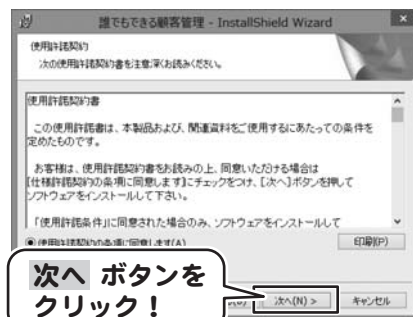 誰でもできる顧客管理 - InstallShield Wizard
使用許諾契約
次の使用許諾契約書を注意深くお読みください。
使用許諾契約書
この使用許諾書は、本製品および、関連資料をご使用するにあたっての条件を
定めたものです。
お客様は、使用許諾契約書をお読みの上、同意いただける場合は
[仕様許諾契約の条項に同意します]にチェックをつけ、[次へ]ボタンを押して
ソフトウェアをインストールして下さい。
「使用許諾条件」に同意された場合のみ、ソフトウェアをインストールして
使用許諾契約の条項に同意します(A)
印刷(P)
次へ ボタンを
クリック！
次へ(N) >
キャンセル